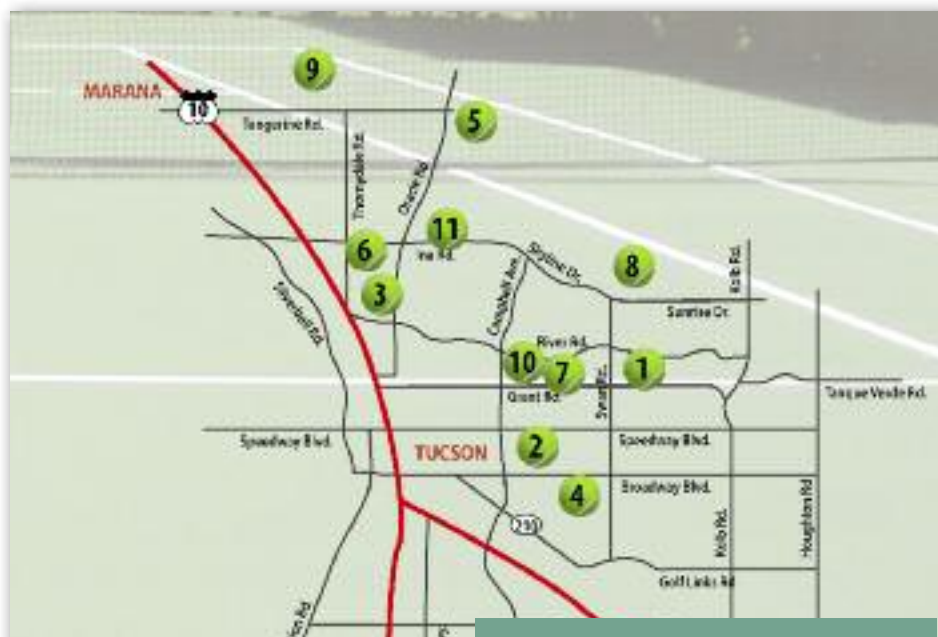 9
MARANA
10
5
Tangerine Rd.
Thornydale Rd.
Oracle Rd
11
6
Ina Rd.
Skyline Dr.
8
Kolb Rd.
3
Campbell Ave.
Silverbell Rd.
Sunrise Dr.
River Rd.
10
7
1
Swan Rd.
Grant Rd.
Tanque Verde Rd.
Speedway Blvd.
TUCSON
2
Speedway Blvd.
4
Broadway Blvd.
210
Kolb Rd.
Houghton Rd
Golf Links Rd